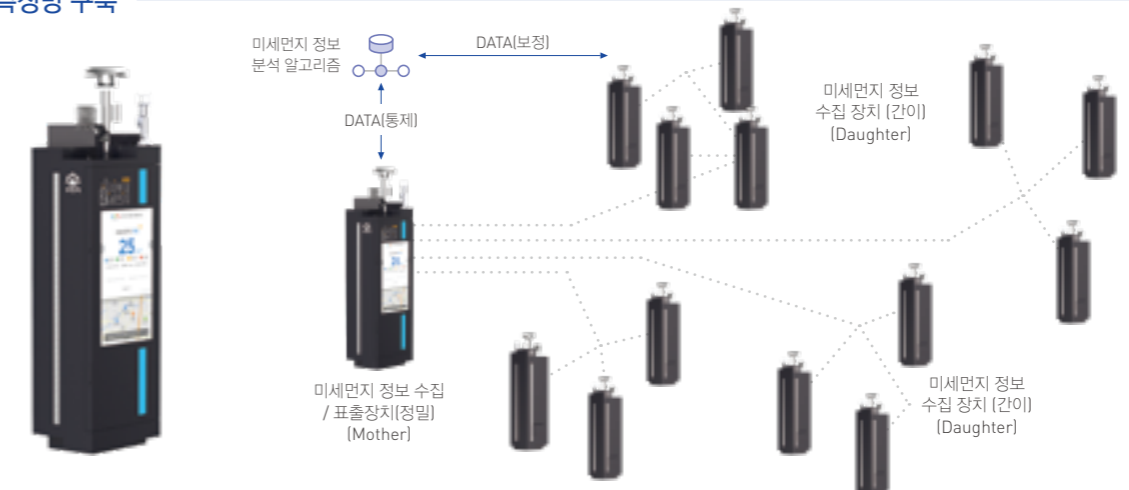 구축
미세먼지 정보
분석 알고리즘
DATA(보정)
DATA(통제)
미세먼지 정보
수집 장치 (간이)
(Daughter)
25
미세먼지 정보 수집
/ 표출장치(정밀)
(Mother)
미세먼지 정보
수집 장치 (간이)
(Daughter)